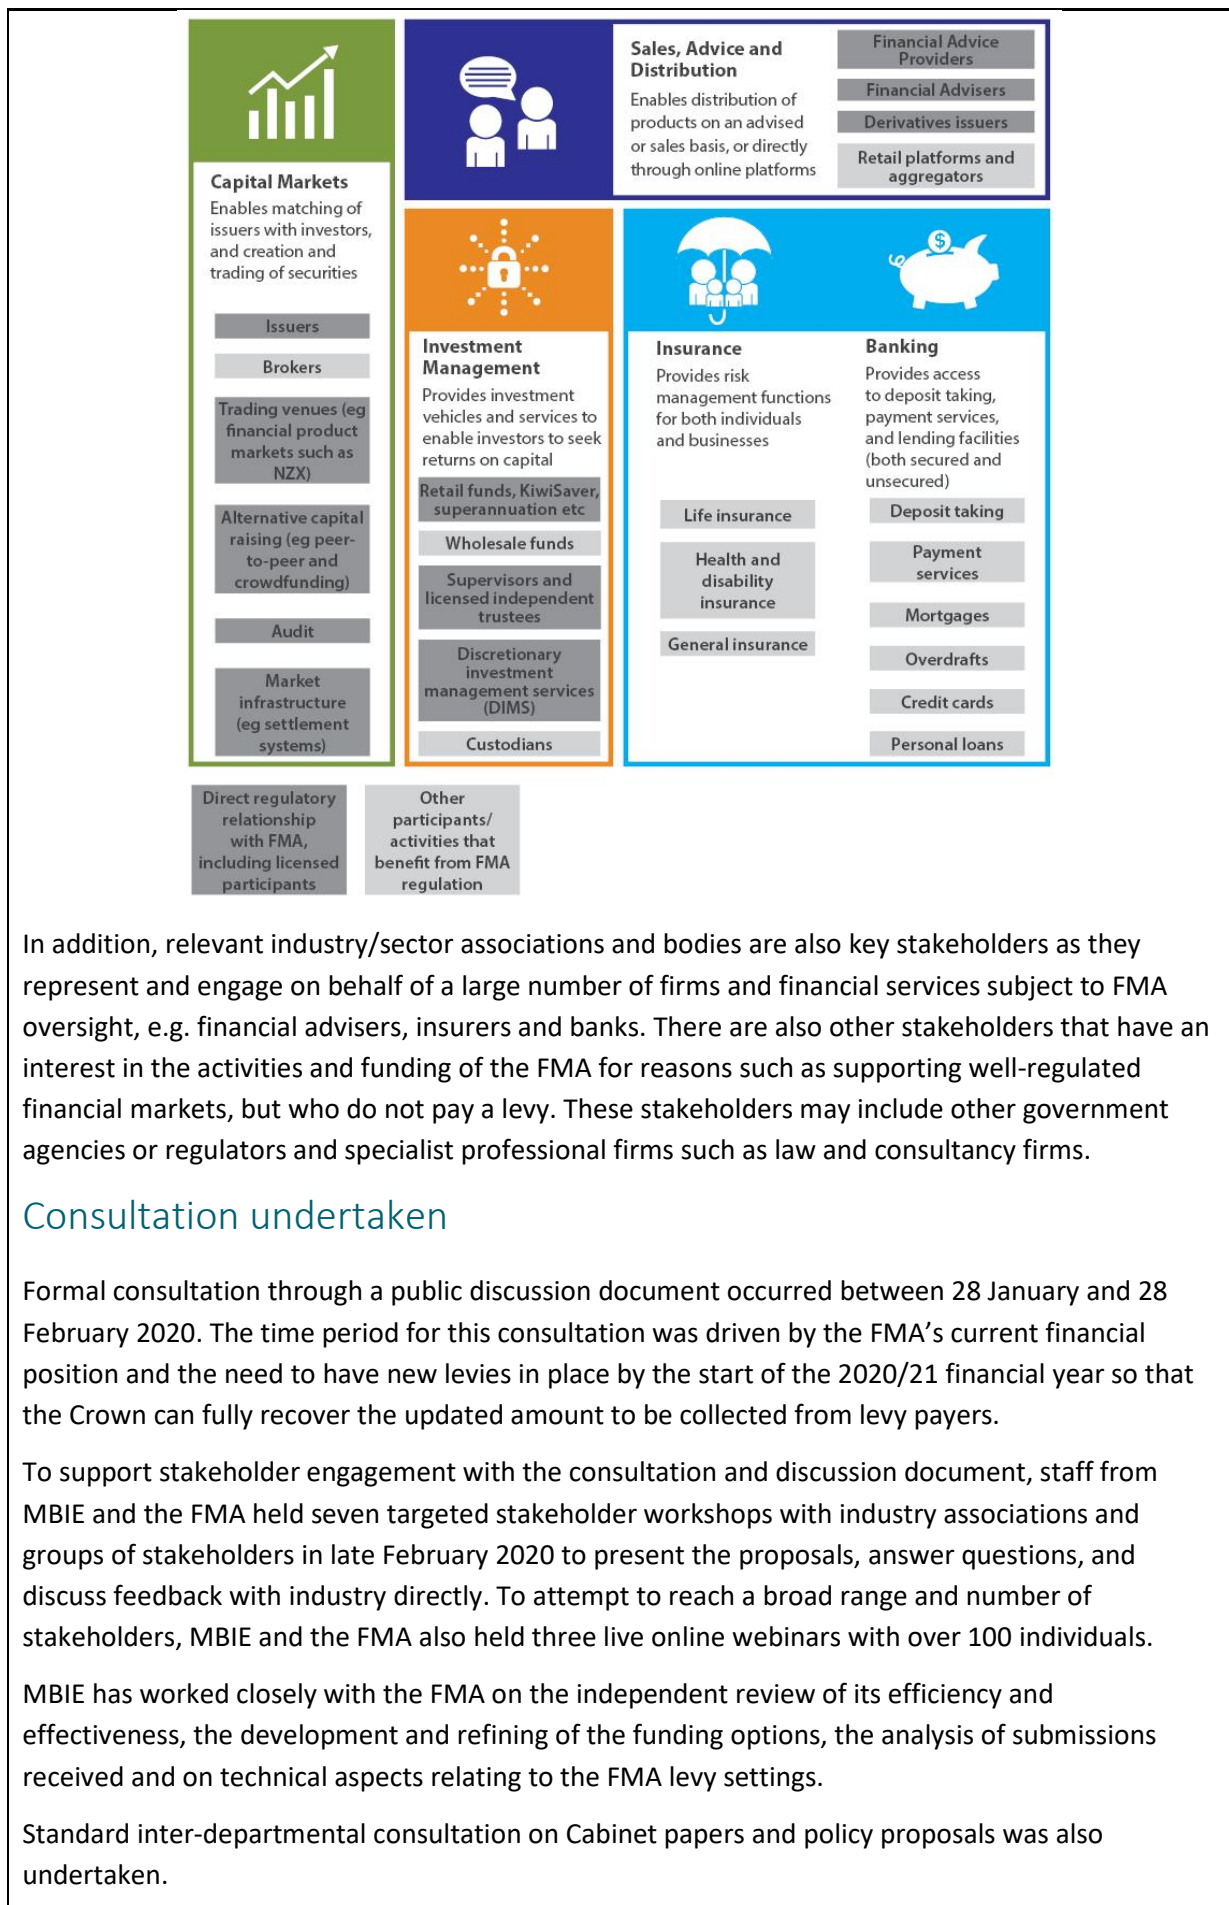 Capital Markets
Enables matching of
issuers with investors,
and creation and
trading of securities
Issuers
Brokers
Trading venues (eg
financial product
markets such as
NZX)
Alternative capital
raising (eg peer-
to-peer and
crowdfunding)
Audit
Market
infrastructure
(eg settlement
systems)
Sales, Advice and
Distribution
Enables distribution of
products on an advised
or sales basis, or directly
through online platforms
Financial Advice
Providers
Financial Advisers
Derivatives issuers
Retail platforms and
aggregators
Investment
Management
Provides investment
vehicles and services to
enable investors to seek
returns on capital
Retail funds, KiwiSaver,
superannuation etc
Wholesale funds
Supervisors and
licensed independent
trustees
Discretionary
investment
management services
(DIMS)
Custodians
Insurance
Provides risk
management functions
for both individuals
and businesses
Life insurance
Health and
disability
insurance
General insurance
$
Banking
Provides access
to deposit taking,
payment services,
and lending facilities
(both secured and
unsecured)
Deposit taking
Payment
services
Mortgages
Overdrafts
Credit cards
Personal loans
Direct regulatory
relationship
with FMA,
including licensed
participants
Other
participants/
activities that
benefit from FMA
regulation
In addition, relevant industry/sector associations and bodies are also key stakeholders as they
represent and engage on behalf of a large number of firms and financial services subject to FMA
oversight, e.g. financial advisers, insurers and banks. There are also other stakeholders that have an
interest in the activities and funding of the FMA for reasons such as supporting well-regulated
financial markets, but who do not pay a levy. These stakeholders may include other government
agencies or regulators and specialist professional firms such as law and consultancy firms.
Consultation undertaken
Formal consultation through a public discussion document occurred between 28 January and 28
February 2020. The time period for this consultation was driven by the FMA’s current financial
position and the need to have new levies in place by the start of the 2020/21 financial year so that
the Crown can fully recover the updated amount to be collected from levy payers.
To support stakeholder engagement with the consultation and discussion document, staff from
MBIE and the FMA held seven targeted stakeholder workshops with industry associations and
groups of stakeholders in late February 2020 to present the proposals, answer questions, and
discuss feedback with industry directly. To attempt to reach a broad range and number of
stakeholders, MBIE and the FMA also held three live online webinars with over 100 individuals.
MBIE has worked closely with the FMA on the independent review of its efficiency and
effectiveness, the development and refining of the funding options, the analysis of submissions
received and on technical aspects relating to the FMA levy settings.
Standard inter-departmental consultation on Cabinet papers and policy proposals was also
undertaken.